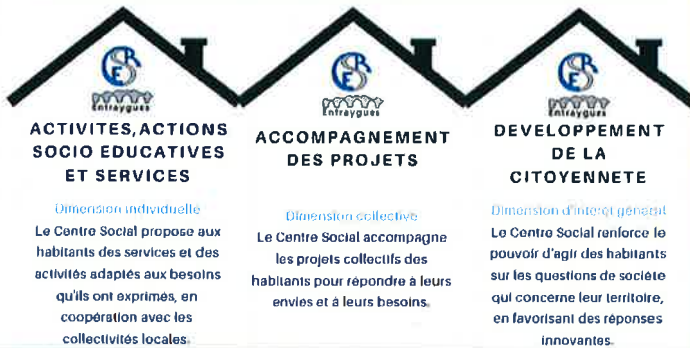 CESR
Entraygues
ACTIVITES, ACTIONS
SOCIO EDUCATIVES
ET SERVICES
Dimension individuelle
Le Centre Social propose aux
habitants des services et des
activités adaptés aux besoins
qu'ils ont exprimés, en
coopération avec les
collectivités locales.
CESR
Entraygues
ACCOMPAGNEMENT
DES PROJETS
Dimension collective
Le Centre Social accompagne
les projets collectifs des
habitants pour répondre à leurs
envies et à leurs besoins.
CESR
Entraygues
DEVELOPPEMENT
DE LA
CITOYENNETE
Dimension d'interet général
Le Centre Social renforce le
pouvoir d'agir des habitants
sur les questions de société
qui concerne leur territoire,
en favorisant des réponses
innovantes.